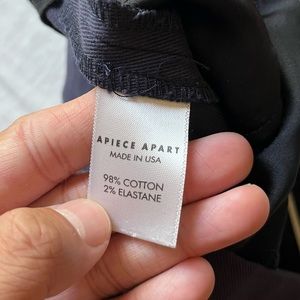 APIECE APART
MADE IN USA
98% COTTON
2% ELASTANE